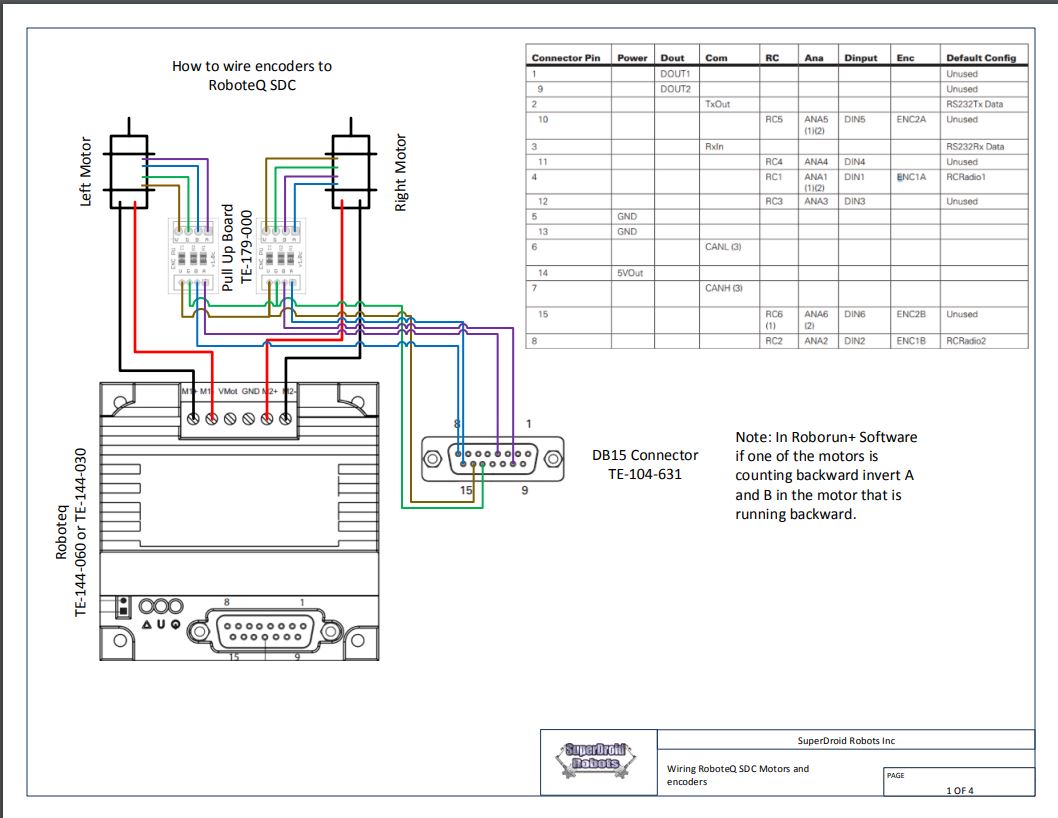 How to wire encoders to
RoboteQ SDC
Left Motor
Right Motor
Pull Up Board
TE-179-000
Connector Pin Power Dout Com RC Ana Dinput Enc Default Config
1 DOUT1 Unused
9 DOUT2 Unused
2 TxOut RS232Tx Data
10 RC5 ANA5 DIN5 ENC2A Unused
(1)(2)
3 RxIn RS232Rx Data
11 RC4 ANA4 DIN4 Unused
4 RC1 ANA1 DIN1 ENC1A RCRadio1
(1)(2)
12 RC3 ANA3 DIN3 Unused
5 GND
13 GND
6 CANL (3)
14 5VOut
7 CANH (3)
15 RC6 ANA6 DIN6 ENC2B Unused
(1) (2)
8 RC2 ANA2 DIN2 ENC1B RCRadio2
M1+ M1- VMot GND M2+ M2-
8 1
15 9
DB15 Connector
TE-104-631
Note: In Roborun+ Software
if one of the motors is
counting backward invert A
and B in the motor that is
running backward.
Roboteq
TE-144-060 or TE-144-030
8 1
15 9
SuperDroid
Robots
SuperDroid Robots Inc
Wiring RoboteQ SDC Motors and
encoders
PAGE
1 OF 4